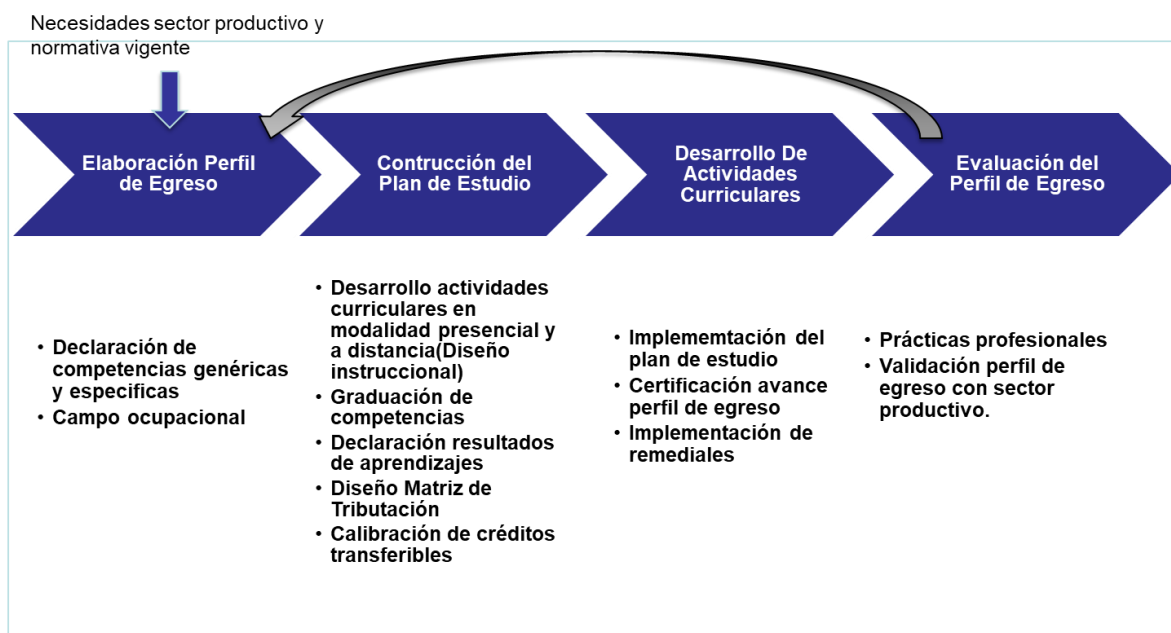 Necesidades sector productivo y
normativa vigente
Elaboración Perfil
de Egreso
Contrucción del
Plan de Estudio
Desarrollo De
Actividades
Curriculares
Evaluación del
Perfil de Egreso
• Declaración de
competencias genéricas
y especificas
• Campo ocupacional
• Desarrollo actividades
curriculares en
modalidad presencial y
a distancia(Diseño
instruccional)
• Graduación de
competencias
• Declaración resultados
de aprendizajes
• Diseño Matriz de
Tributación
• Calibración de créditos
transferibles
• Implememtación del
plan de estudio
• Certificación avance
perfil de egreso
• Implementación de
remediales
• Prácticas profesionales
• Validación perfil de
egreso con sector
productivo.